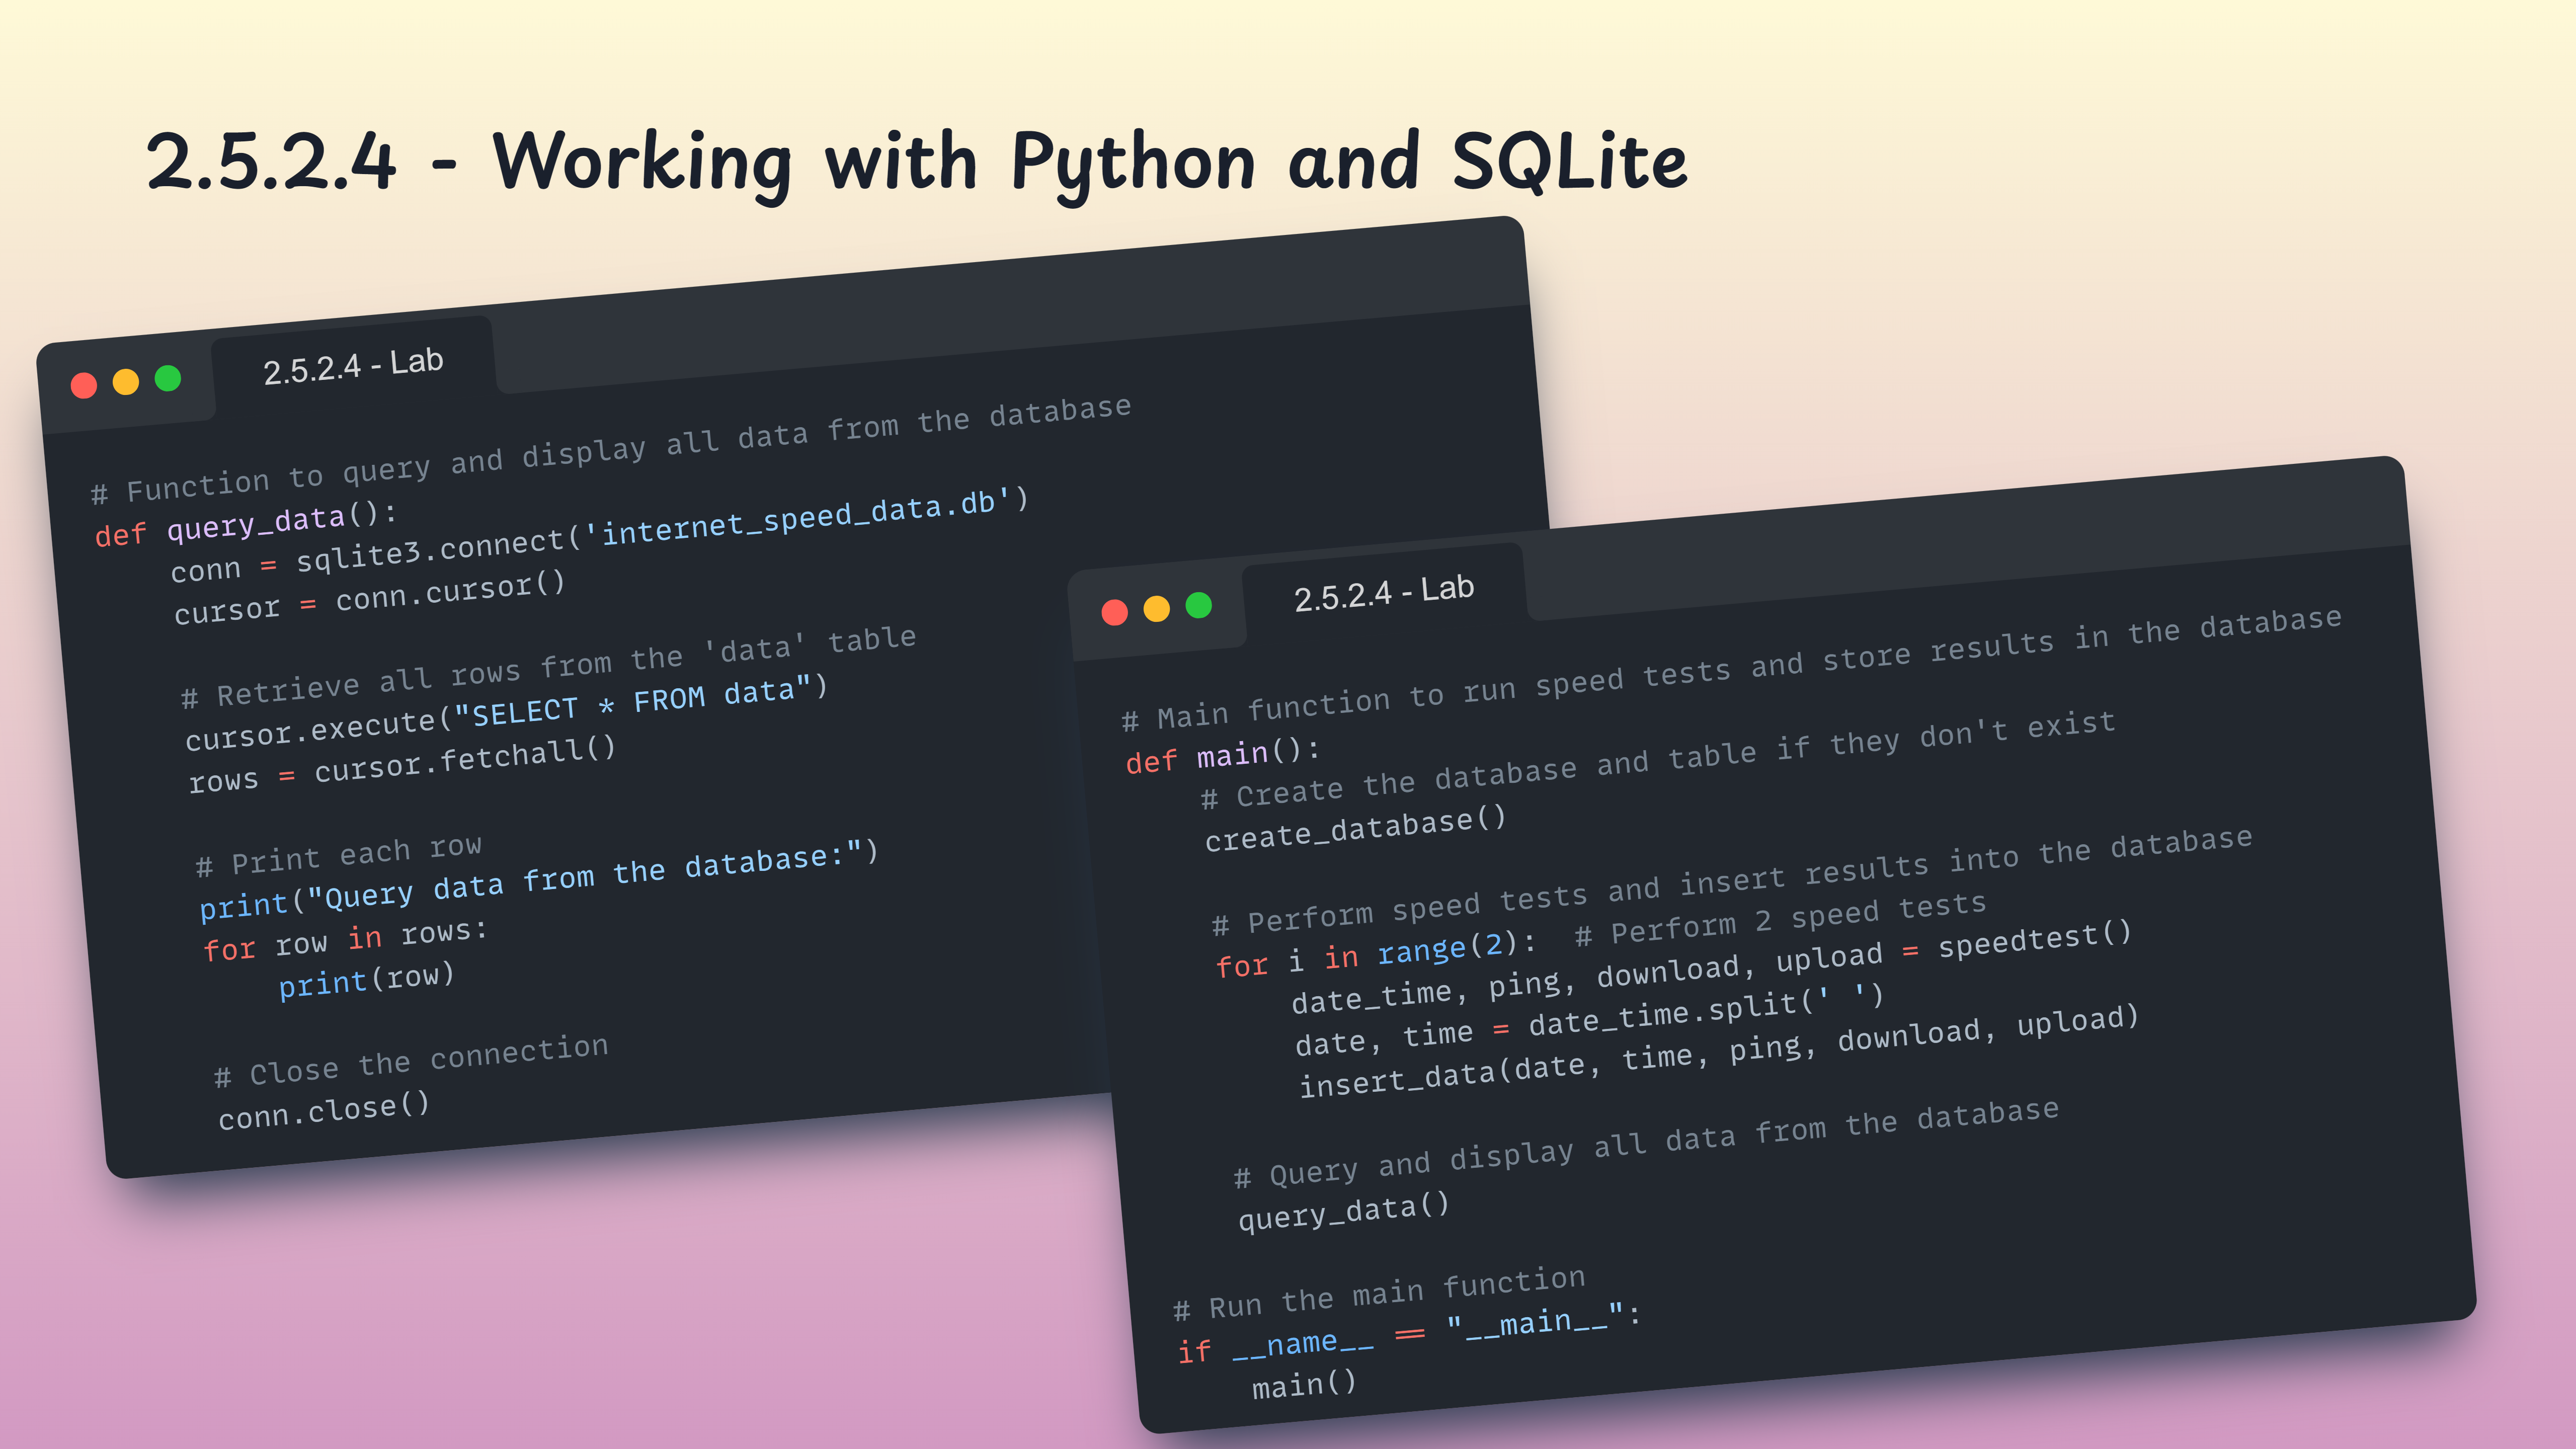 2.5.2.4 - Working with Python and SQLite
2.5.2.4 - Lab
# Function to query and display all data from the database
def query_data():
    conn = sqlite3.connect('internet_speed_data.db')
    cursor = conn.cursor()

    # Retrieve all rows from the 'data' table
    cursor.execute("SELECT * FROM data")
    rows = cursor.fetchall()

    # Print each row
    print("Query data from the database:")
    for row in rows:
        print(row)

    # Close the connection
    conn.close()
2.5.2.4 - Lab
# Main function to run speed tests and store results in the database
def main():
    # Create the database and table if they don't exist
    create_database()

    # Perform speed tests and insert results into the database
    for i in range(2):  # Perform 2 speed tests
        date_time, ping, download, upload = speedtest()
        date, time = date_time.split(' ')
        insert_data(date, time, ping, download, upload)

    # Query and display all data from the database
    query_data()

# Run the main function
if __name__ == "__main__":
    main()